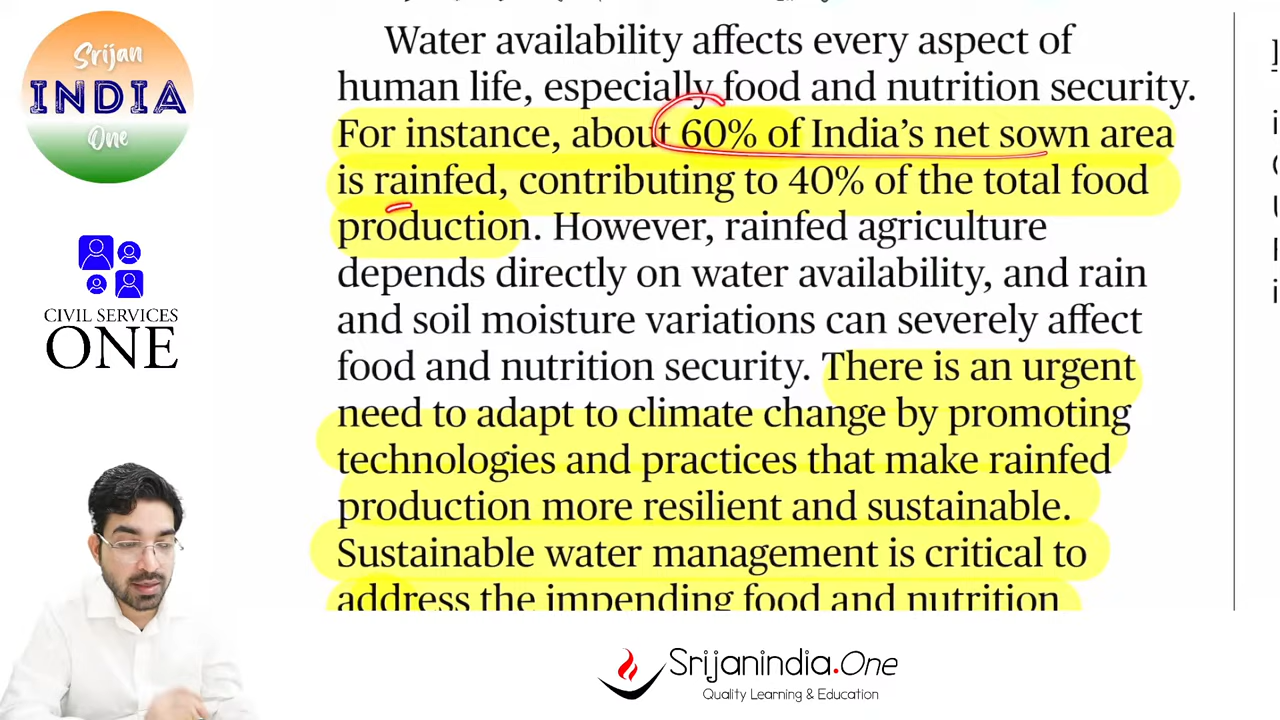 Srijan
INDIA
One
CIVIL SERVICES
ONE
Water availability affects every aspect of
human life, especially food and nutrition security.
For instance, about 60% of India's net sown area
is rainfed, contributing to 40% of the total food
production. However, rainfed agriculture
depends directly on water availability, and rain
and soil moisture variations can severely affect
food and nutrition security. There is an urgent
need to adapt to climate change by promoting
technologies and practices that make rainfed
production more resilient and sustainable.
Sustainable water management is critical to
address the impending food and nutrition
Srijanindia.One
Quality Learning & Education